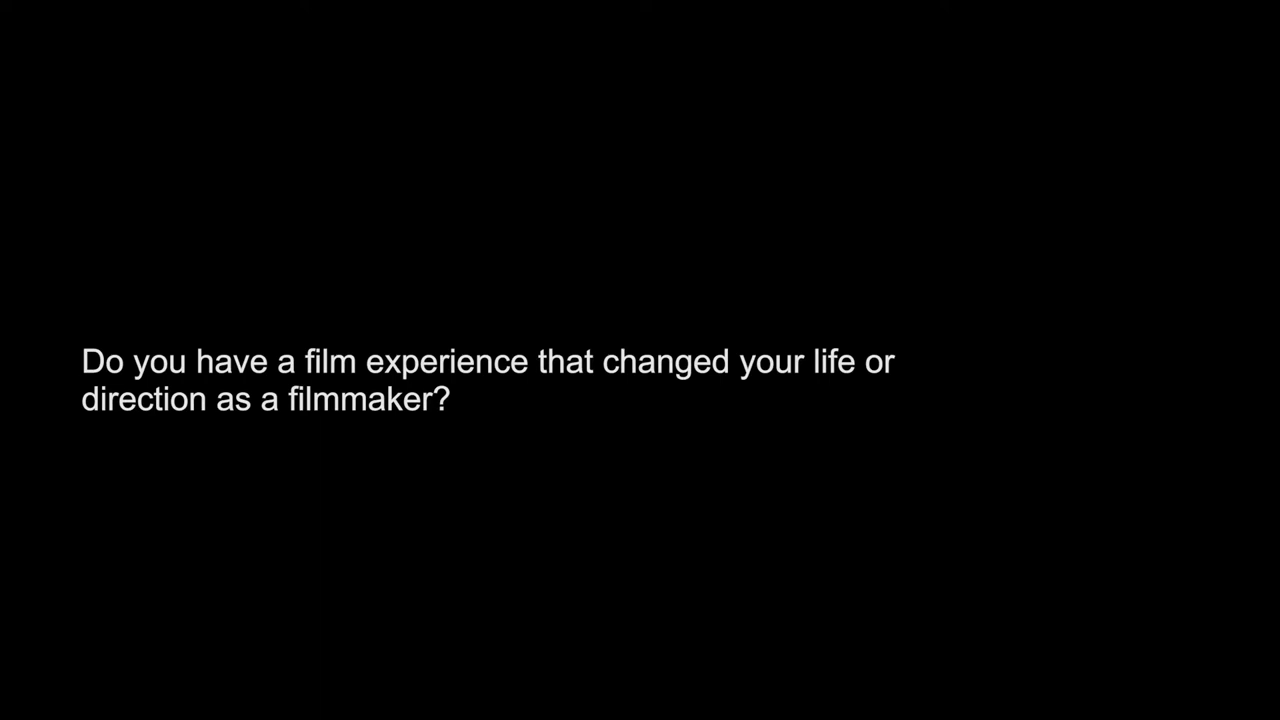 Do you have a film experience that changed your life or
direction as a filmmaker?